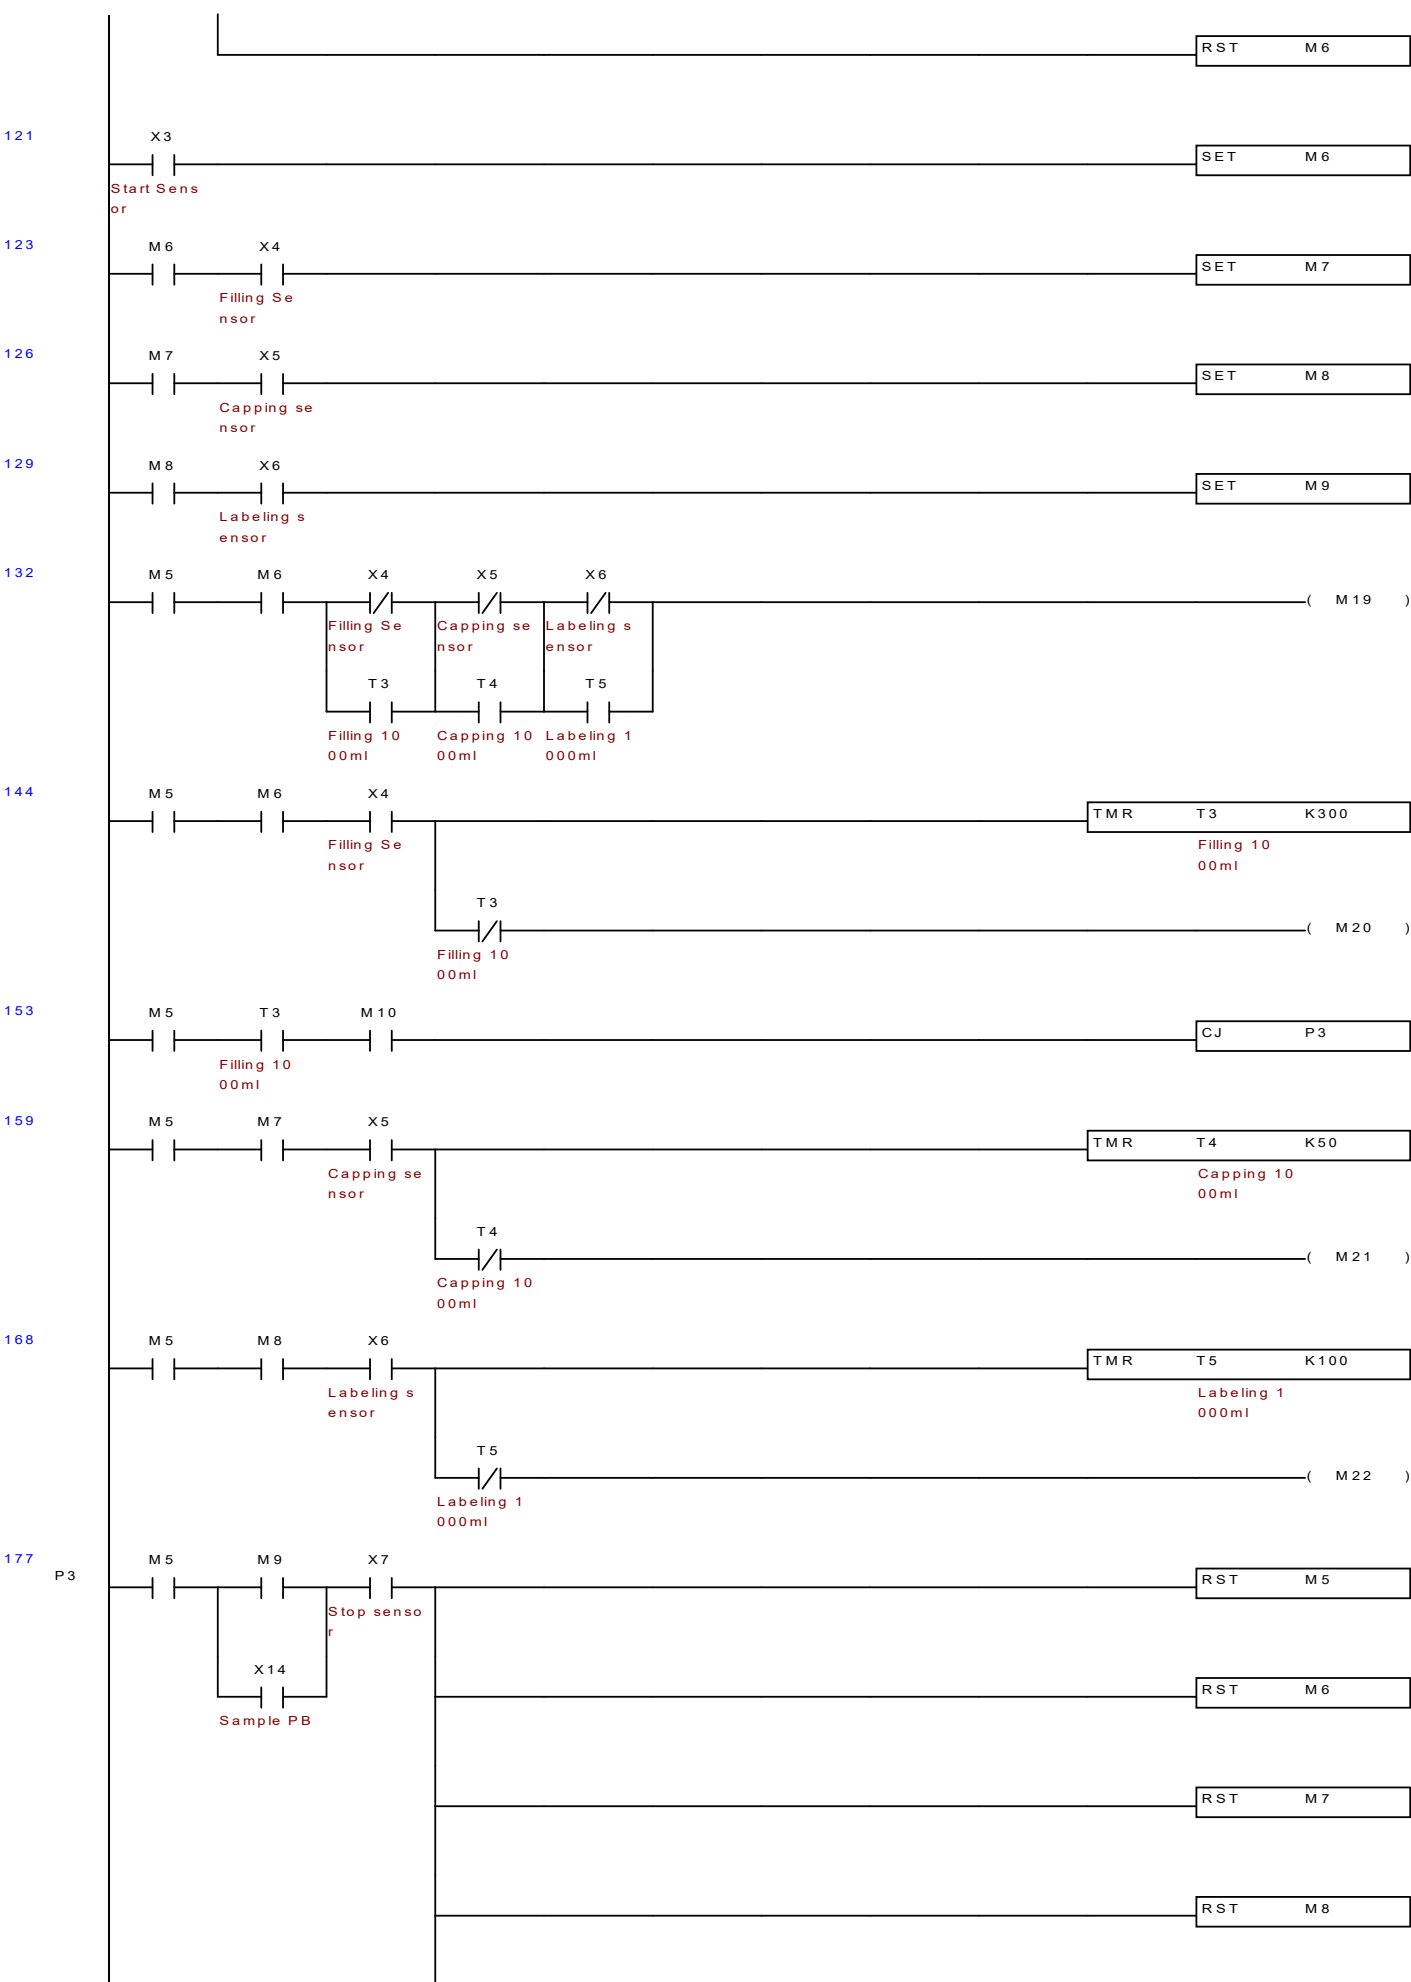 RST M6
121
X3
SET M6
Start Sens
or
123
M6 X4
SET M7
Filling Se
nsor
126
M7 X5
SET M8
Capping se
nsor
129
M8 X6
SET M9
Labeling s
ensor
132
M5 M6 X4 X5 X6
( M19 )
Filling Se Capping se Labeling s
nsor nsor ensor
T3 T4 T5
Filling 10 Capping 10 Labeling 1
00ml 00ml 000ml
144
M5 M6 X4
TMR T3 K300
Filling Se Filling 10
nsor 00ml
T3
( M20 )
Filling 10
00ml
153
M5 T3 M10
CJ P3
Filling 10
00ml
159
M5 M7 X5
TMR T4 K50
Capping se Capping 10
nsor 00ml
T4
( M21 )
Capping 10
00ml
168
M5 M8 X6
TMR T5 K100
Labeling s Labeling 1
ensor 000ml
T5
( M22 )
Labeling 1
000ml
177
P3
M5 M9 X7
RST M5
Stop senso
r
X14
RST M6
Sample PB
RST M7
RST M8